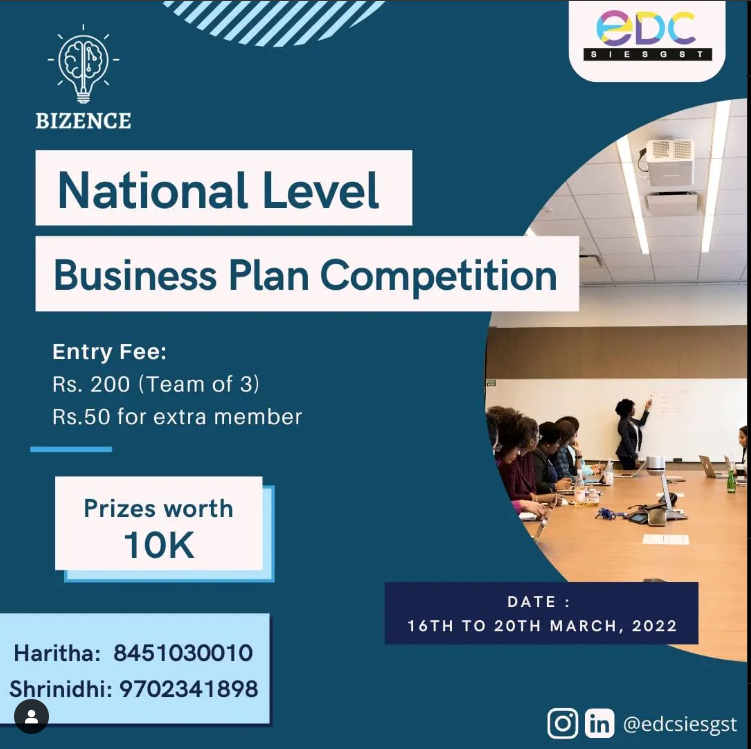 BIZENCE
eDC
SIESGST
National Level
Business Plan Competition
Entry Fee:
Rs. 200 (Team of 3)
Rs.50 for extra member
Prizes worth
10K
DATE :
16TH TO 20TH MARCH, 2022
Haritha: 8451030010
Shrinidhi: 9702341898
@edcsiesgst